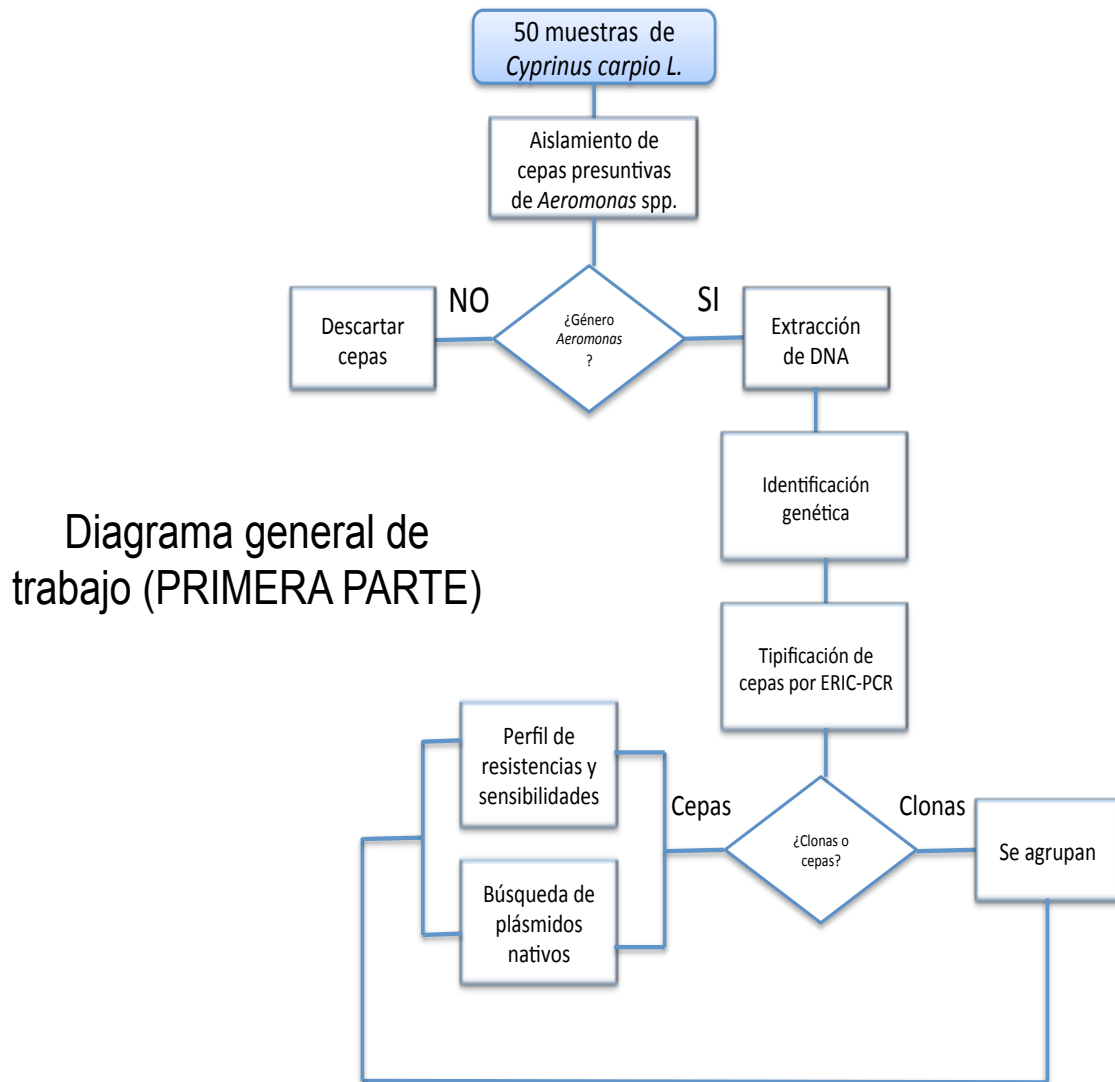 50 muestras de
Cyprinus carpio L.
Aislamiento de
cepas presuntivas
de Aeromonas spp.
NO
SI
Descartar
cepas
¿Género
Aeromonas
?
Extracción
de DNA
Identificación
genética
Diagrama general de
trabajo (PRIMERA PARTE)
Tipificación de
cepas por ERIC-PCR
Perfil de
resistencias y
sensibilidades
Cepas
Clonas
¿Clonas o
cepas?
Se agrupan
Búsqueda de
plásmidos
nativos